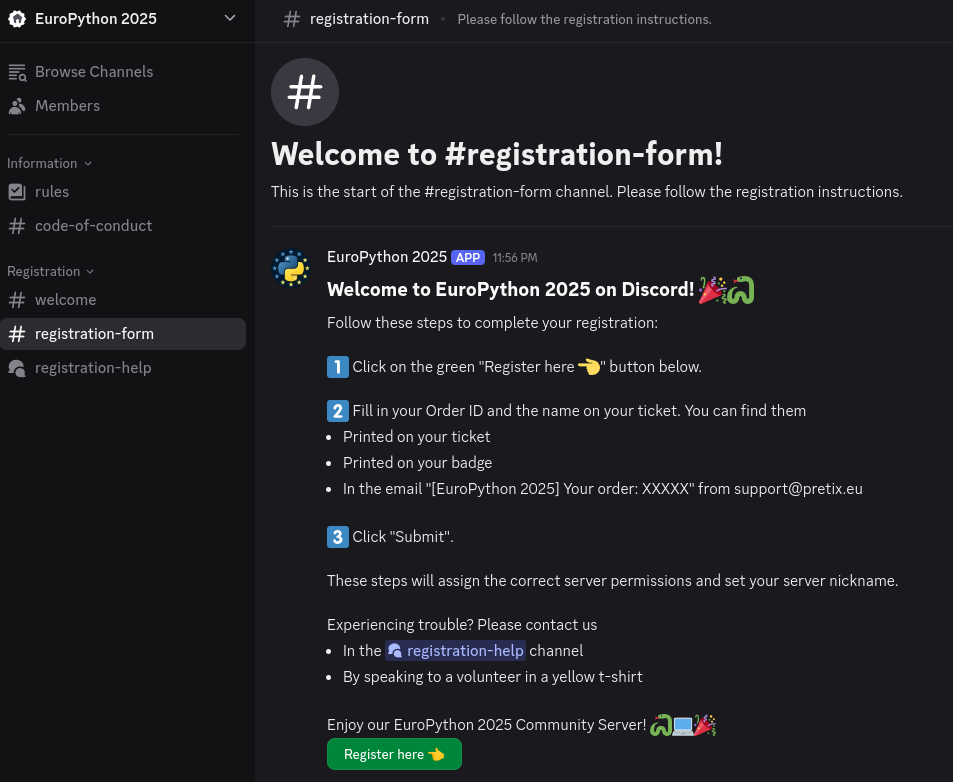 EuroPython 2025
Browse Channels
Members
Information
rules
code-of-conduct
Registration
welcome
registration-form
registration-help
registration-form • Please follow the registration instructions.
#
Welcome to #registration-form!
This is the start of the #registration-form channel. Please follow the registration instructions.
EuroPython 2025 APP 11:56 PM
Welcome to EuroPython 2025 on Discord! 🎉🐍
Follow these steps to complete your registration:
1️⃣ Click on the green "Register here 👈" button below.
2️⃣ Fill in your Order ID and the name on your ticket. You can find them
• Printed on your ticket
• Printed on your badge
• In the email "[EuroPython 2025] Your order: XXXXX" from support@pretix.eu
3️⃣ Click "Submit".
These steps will assign the correct server permissions and set your server nickname.
Experiencing trouble? Please contact us
• In the registration-help channel
• By speaking to a volunteer in a yellow t-shirt
Enjoy our EuroPython 2025 Community Server! 🐍💻🎉
Register here 👈